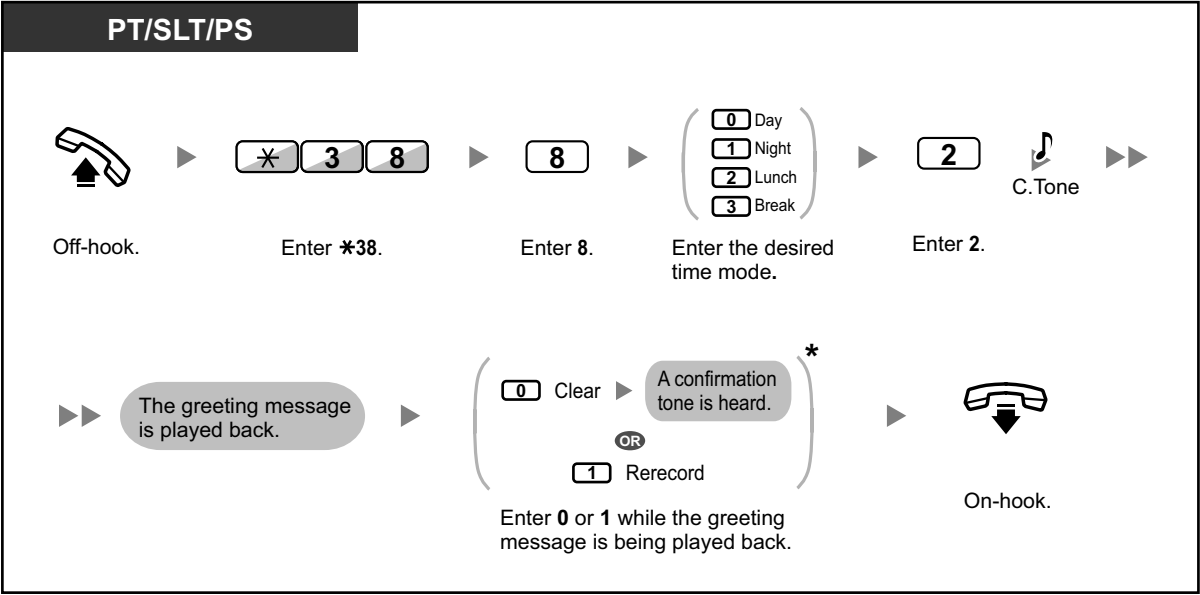 PT/SLT/PS
0 Day
1 Night
2 Lunch
3 Break
* 3 8
8
2
C.Tone
Off-hook.
Enter *38.
Enter 8.
Enter the desired
time mode.
Enter 2.
*
The greeting message
is played back.
0 Clear
A confirmation
tone is heard.
OR
1 Rerecord
Enter 0 or 1 while the greeting
message is being played back.
On-hook.